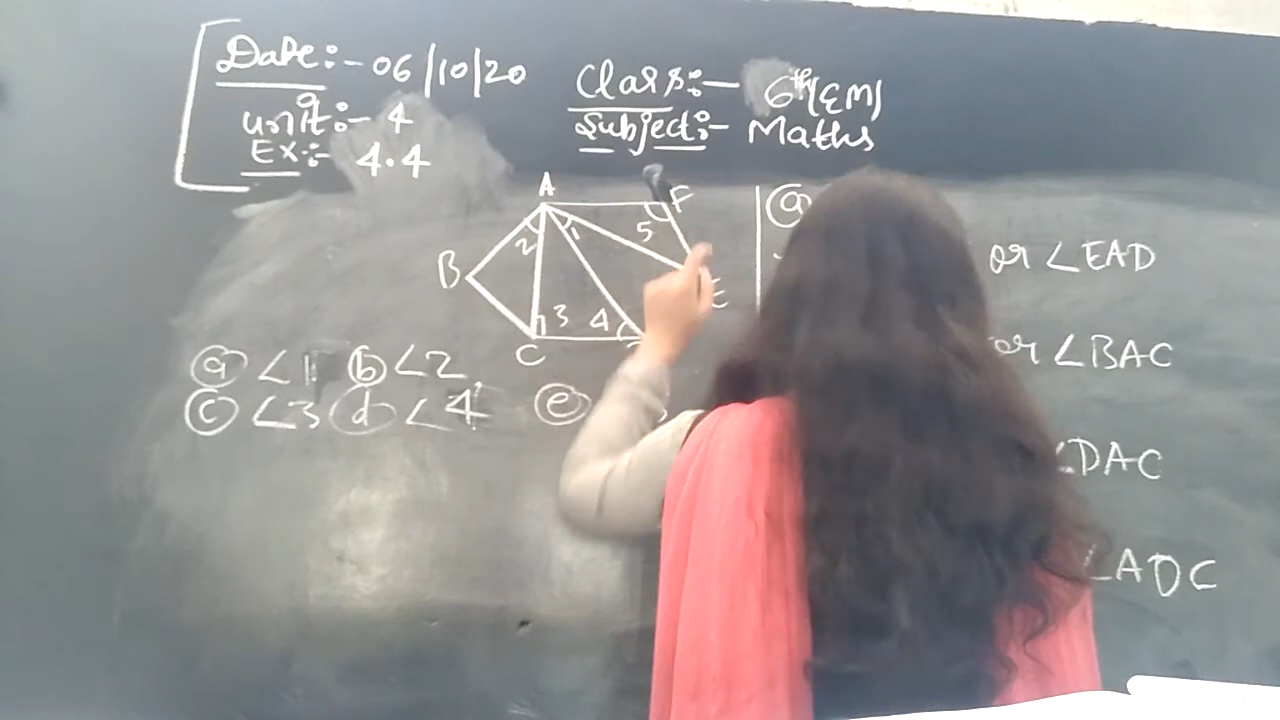 Date:- 06/10/20
Class:- 6th (EM)
Unit:- 4
Subject:- Maths
Ex:- 4.4
A
F
B
2
1
5
E
3
4
C
(a)
or ∠EAD
or ∠BAC
∠DAC
∠ADC
(a) ∠1 (b) ∠2
(c) ∠3 (d) ∠4 (e)